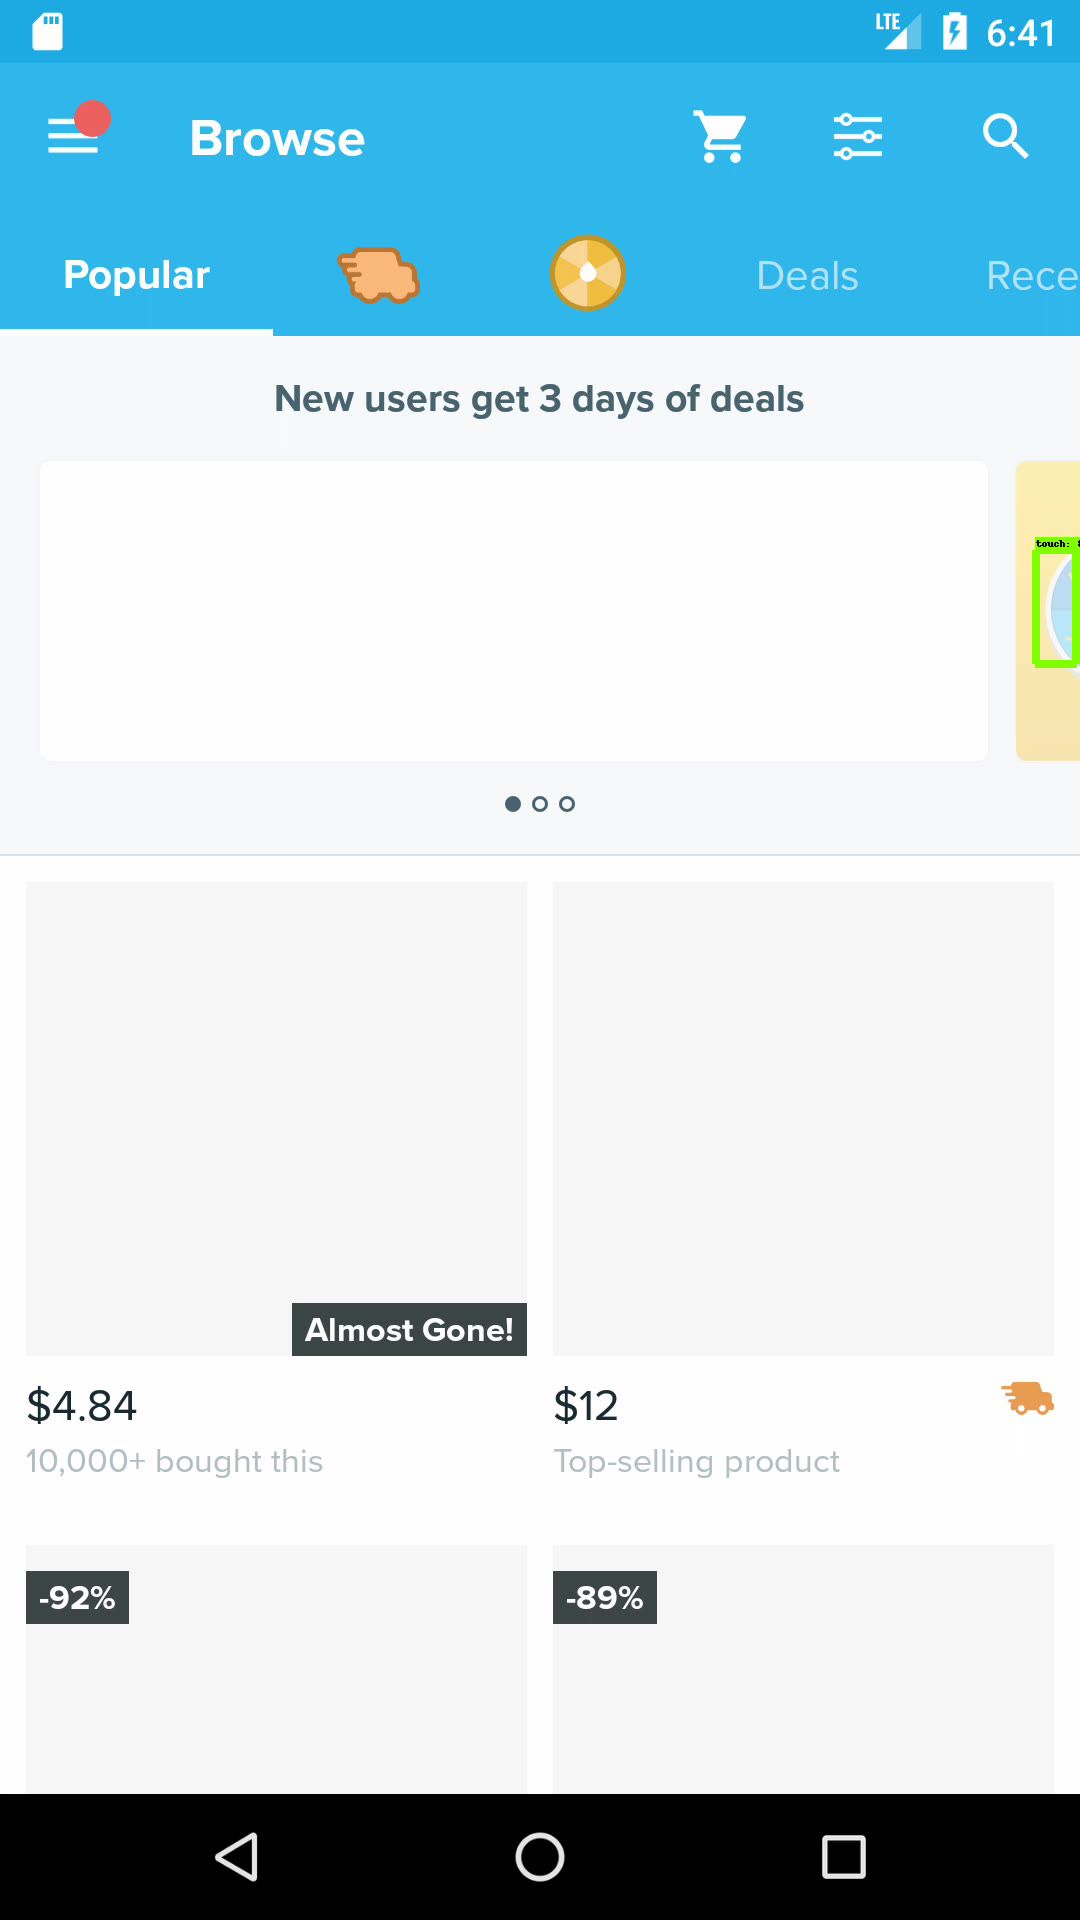 LTE 6:41
Browse
Popular Deals Rece
New users get 3 days of deals
touch:
Almost Gone!
$4.84 $12
10,000+ bought this Top-selling product
-92% -89%